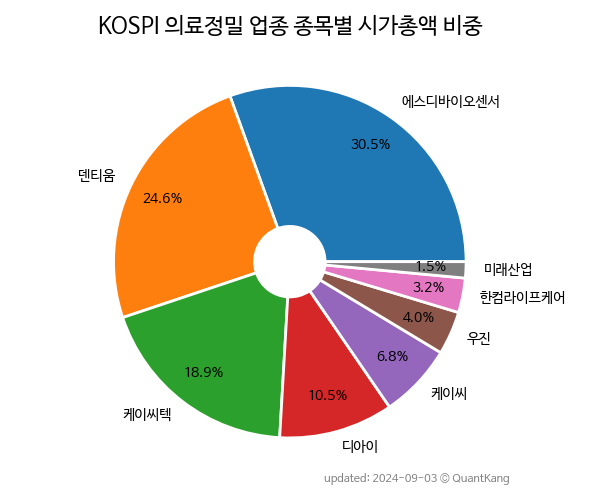 KOSPI 의료정밀 업종 종목별 시가총액 비중
에스디바이오센서
30.5%
덴티움
24.6%
케이씨텍
18.9%
디아이
10.5%
케이씨
6.8%
우진
4.0%
한컴라이프케어
3.2%
미래산업
1.5%
updated: 2024-09-03 © QuantKang